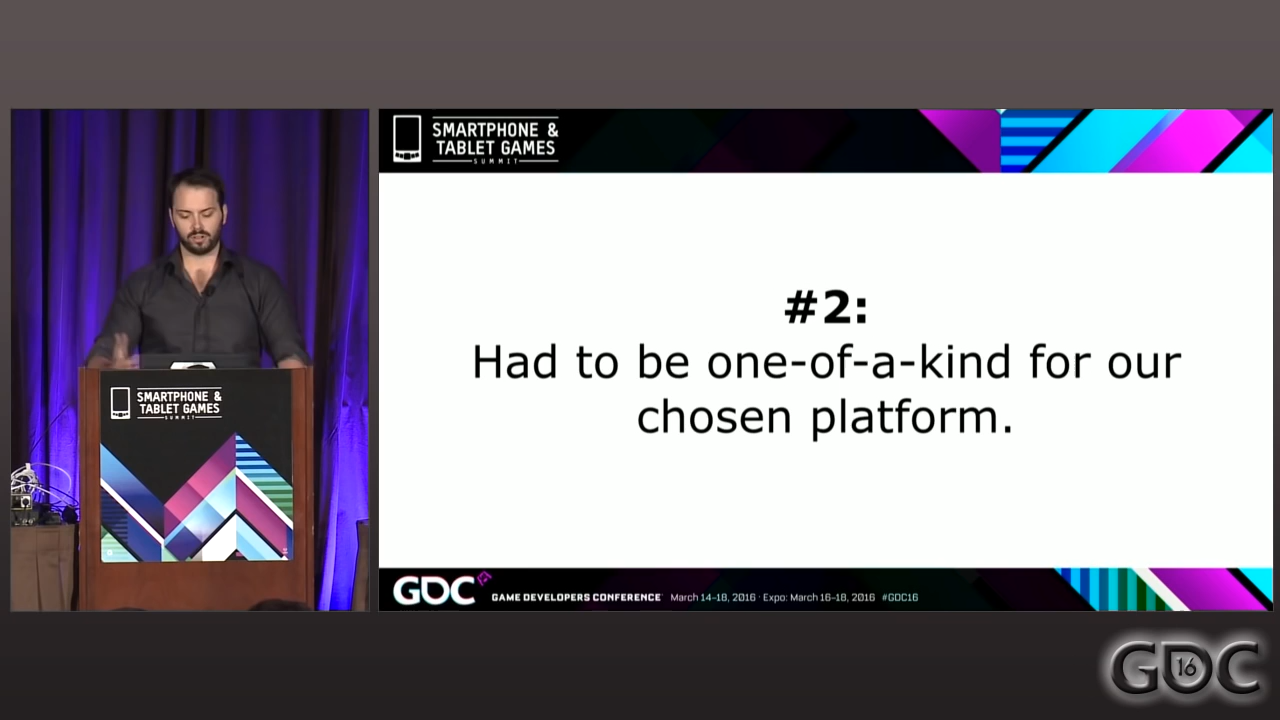 SMARTPHONE &
TABLET GAMES
SUMMIT
#2:
Had to be one-of-a-kind for our
chosen platform.
SMARTPHONE &
TABLET GAMES
SUMMIT
GDC GAME DEVELOPERS CONFERENCE March 14-18, 2016 · Expo: March 16-18, 2016 #GDC16
GDC 16